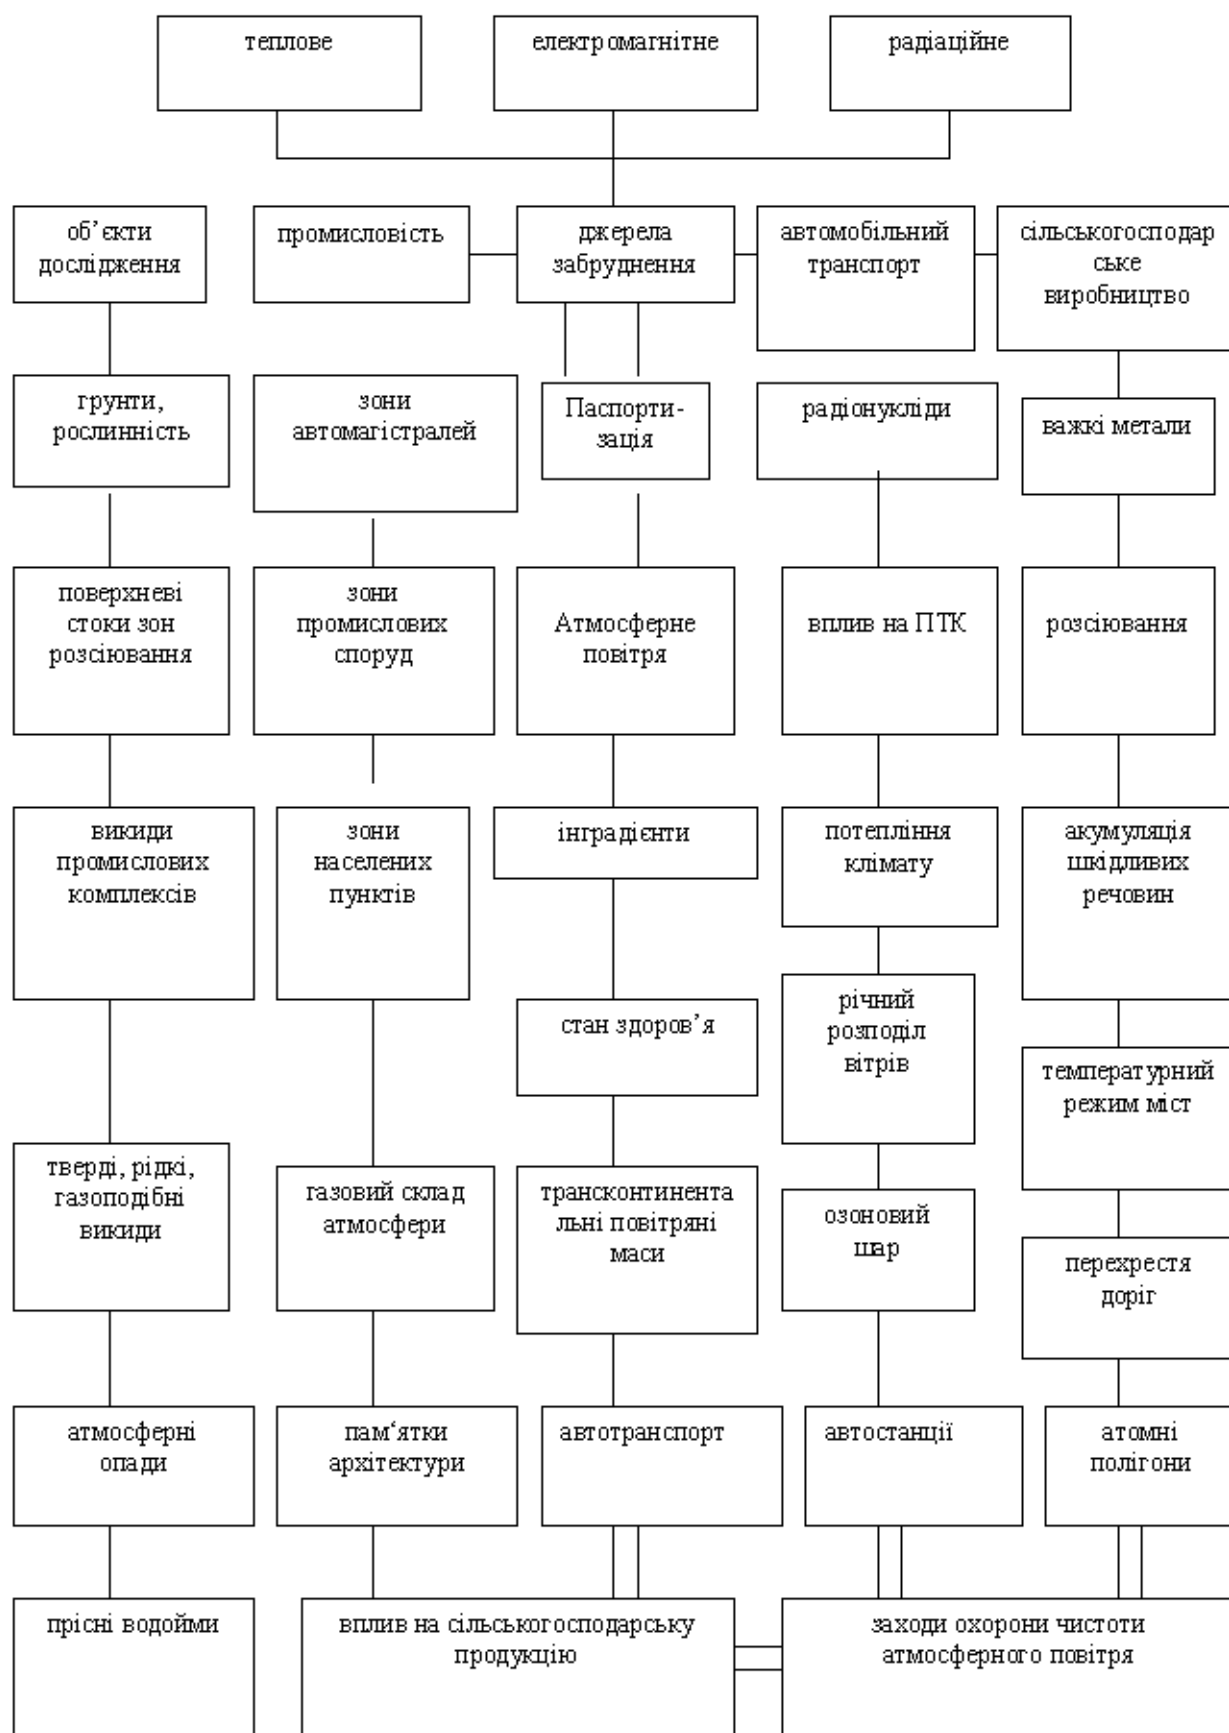 теплове
електромагнітне
радіаційне
об’єкти
дослідження
промисловість
джерела
забруднення
автомобільний
транспорт
сільськогосподар
ське
виробництво
грунти,
рослинність
зони
автомагістралей
Паспорти-
зація
радіонукліди
важкі метали
поверхневі
стоки зон
розсіювання
зони
промислових
споруд
Атмосферне
повітря
вплив на ПТК
розсіювання
викиди
промислових
комплексів
зони
населених
пунктів
інградієнти
потепління
клімату
акумуляція
шкідливих
речовин
стан здоров’я
річний
розподіл
вітрів
температурний
режим міст
тверді, рідкі,
газоподібні
викиди
газовий склад
атмосфери
трансконтинента
льні повітряні
маси
озоновий
шар
перехрестя
доріг
атмосферні
опади
пам‘ятки
архітектури
автотранспорт
автостанції
атомні
полігони
прісні водойми
вплив на сільськогосподарську
продукцію
заходи охорони чистоти
атмосферного повітря